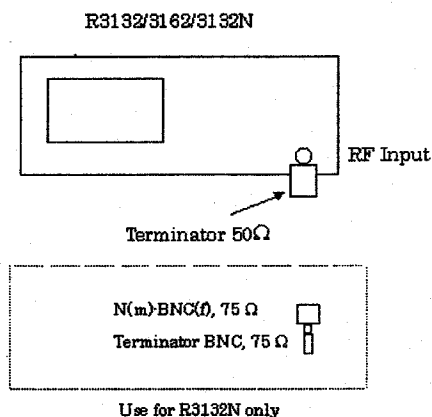 R3132/3162/3132N
RF Input
Terminator 50Ω
N(m)-BNC(f), 75 Ω
Terminator BNC, 75 Ω
Use for R3132N only